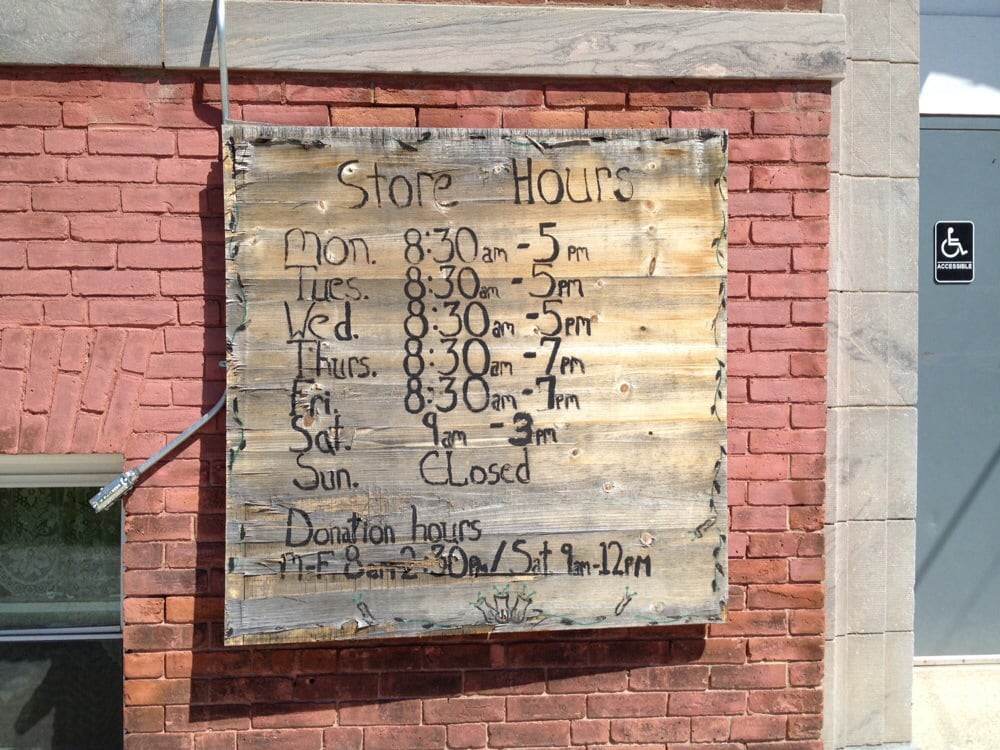 Store Hours
Mon. 8:30am - 5pm
Tues. 8:30am - 5pm
Wed. 8:30am - 5pm
Thurs. 8:30am - 7pm
Fri. 8:30am - 7pm
Sat. 9am - 3pm
Sun. CLosed
Donation hours
M-F 8am-2:30pm/Sat 9am-12pm
ACCESSIBLE